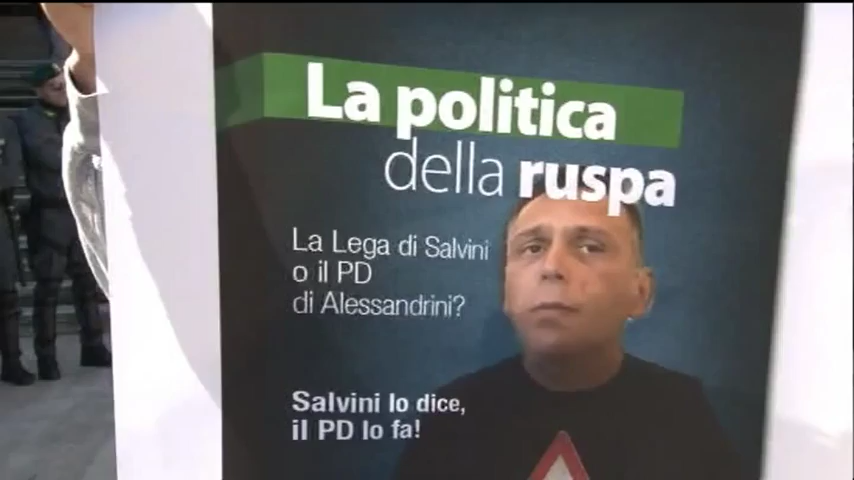 La politica
della ruspa
La Lega di Salvini
o il PD
di Alessandrini?
Salvini lo dice,
il PD lo fa!